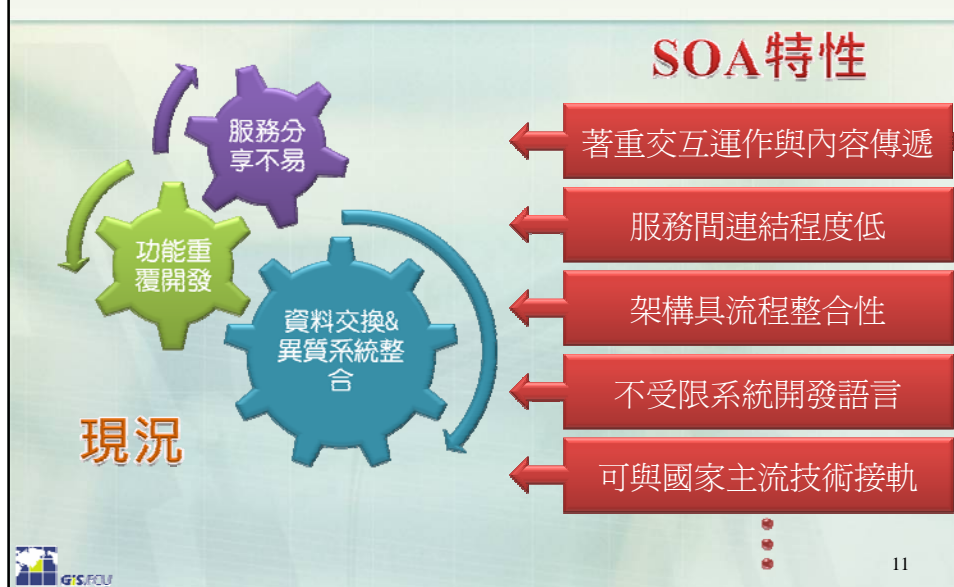 SOA特性
服務分
享不易
功能重
覆開發
資料交換&
異質系統整
合
現況
著重交互運作與內容傳遞
服務間連結程度低
架構具流程整合性
不受限系統開發語言
可與國家主流技術接軌
GIS.FCU
11